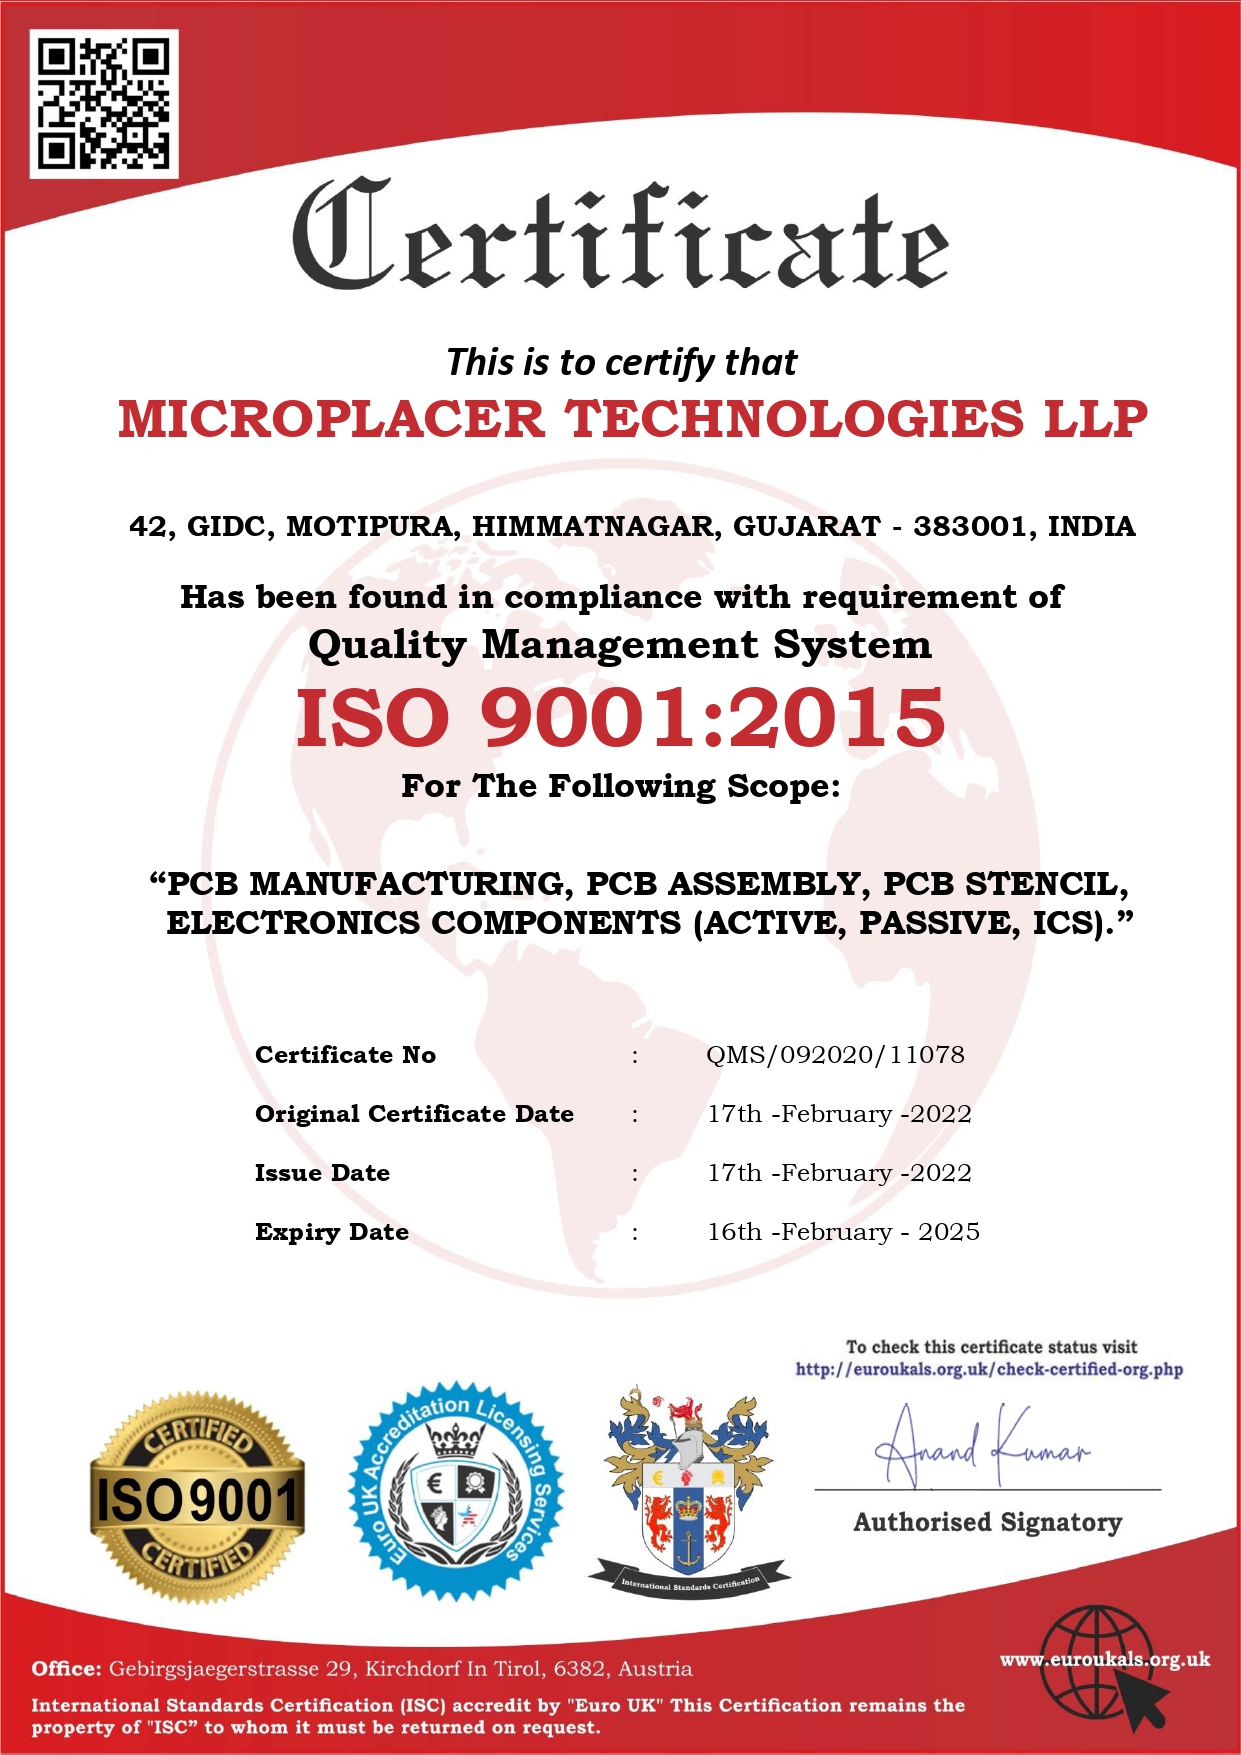 Certificate
This is to certify that
MICROPLACER TECHNOLOGIES LLP
42, GIDC, MOTIPURA, HIMMATNAGAR, GUJARAT - 383001, INDIA
Has been found in compliance with requirement of
Quality Management System
ISO 9001:2015
For The Following Scope:
“PCB MANUFACTURING, PCB ASSEMBLY, PCB STENCIL,
ELECTRONICS COMPONENTS (ACTIVE, PASSIVE, ICS).”
Certificate No : QMS/092020/11078
Original Certificate Date : 17th -February -2022
Issue Date : 17th -February -2022
Expiry Date : 16th -February - 2025
To check this certificate status visit
http://euroukals.org.uk/check-certified-org.php
CERTIFIED
ISO 9001
CERTIFIED
Euro UK Accreditation Licensing Services
€
€
International Standards Certification
Anand Kumar
Authorised Signatory
Office: Gebirgsjaegerstrasse 29, Kirchdorf In Tirol, 6382, Austria
www.euroukals.org.uk
International Standards Certification (ISC) accredit by "Euro UK" This Certification remains the
property of "ISC” to whom it must be returned on request.